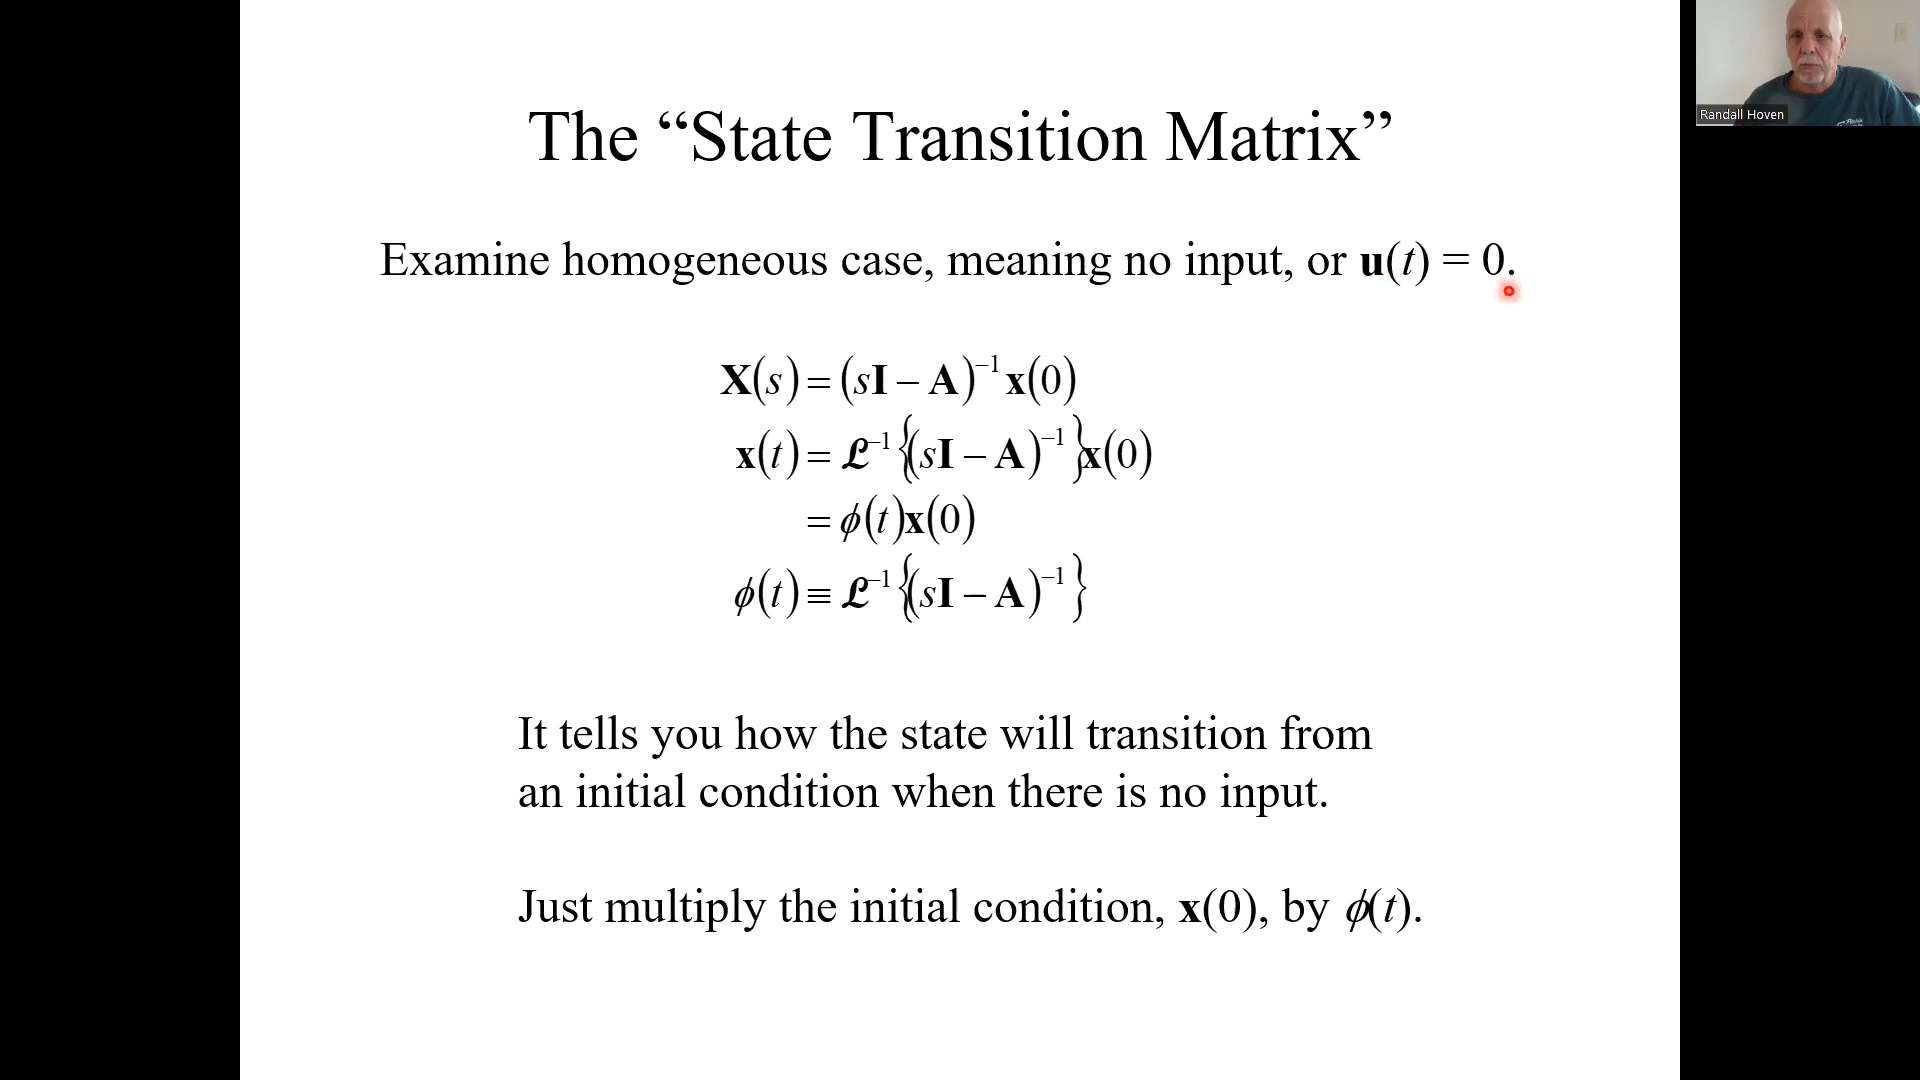 The “State Transition Matrix”
Randall Hoven
Examine homogeneous case, meaning no input, or u(t) = 0.
X(s) = (sI − A)⁻¹ x(0)
x(t) = ℒ⁻¹{(sI − A)⁻¹}x(0)
= ϕ(t)x(0)
ϕ(t) ≡ ℒ⁻¹{(sI − A)⁻¹}
It tells you how the state will transition from
an initial condition when there is no input.
Just multiply the initial condition, x(0), by ϕ(t).